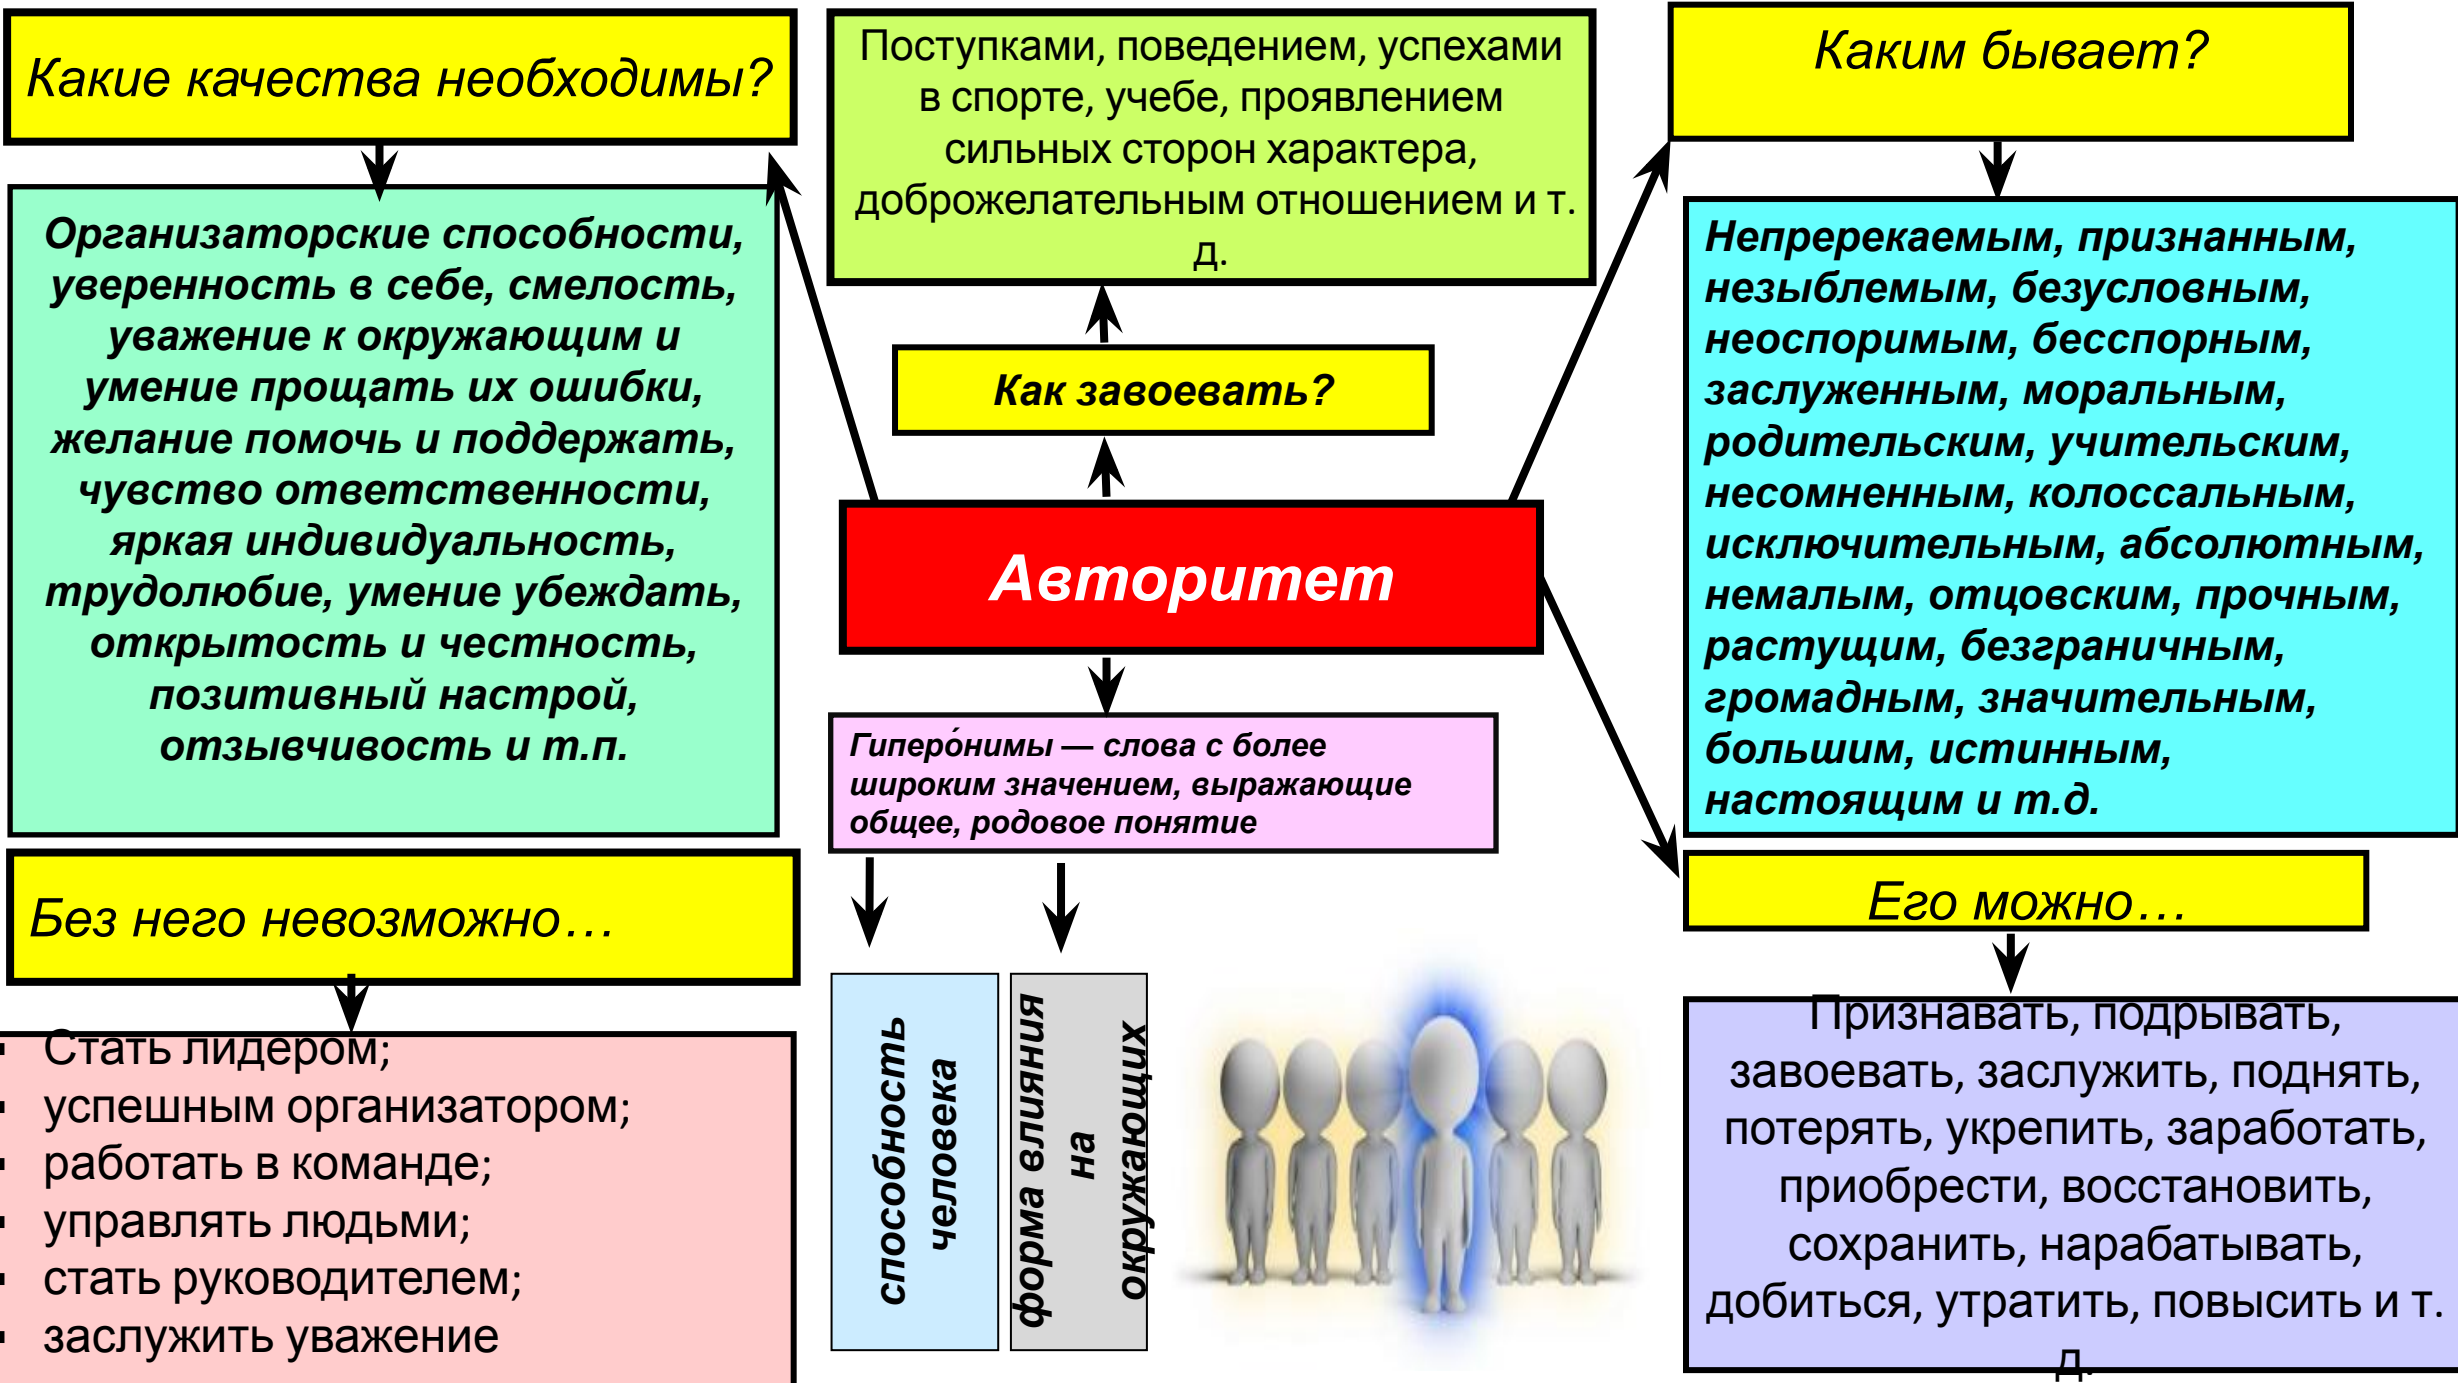 Какие качества необходимы?
Организаторские способности,
уверенность в себе, смелость,
уважение к окружающим и
умение прощать их ошибки,
желание помочь и поддержать,
чувство ответственности,
яркая индивидуальность,
трудолюбие, умение убеждать,
открытость и честность,
позитивный настрой,
отзывчивость и т.п.
Без него невозможно…
Стать лидером;
успешным организатором;
работать в команде;
управлять людьми;
стать руководителем;
заслужить уважение
Поступками, поведением, успехами
в спорте, учебе, проявлением
сильных сторон характера,
доброжелательным отношением и т.
д.
Как завоевать?
Авторитет
Гиперо́нимы — слова с более
широким значением, выражающие
общее, родовое понятие
способность
человека
форма влияния
на
окружающих
Каким бывает?
Непререкаемым, признанным,
незыблемым, безусловным,
неоспоримым, бесспорным,
заслуженным, моральным,
родительским, учительским,
несомненным, колоссальным,
исключительным, абсолютным,
немалым, отцовским, прочным,
растущим, безграничным,
громадным, значительным,
большим, истинным,
настоящим и т.д.
Его можно…
Признавать, подрывать,
завоевать, заслужить, поднять,
потерять, укрепить, заработать,
приобрести, восстановить,
сохранить, нарабатывать,
добиться, утратить, повысить и т.
д.